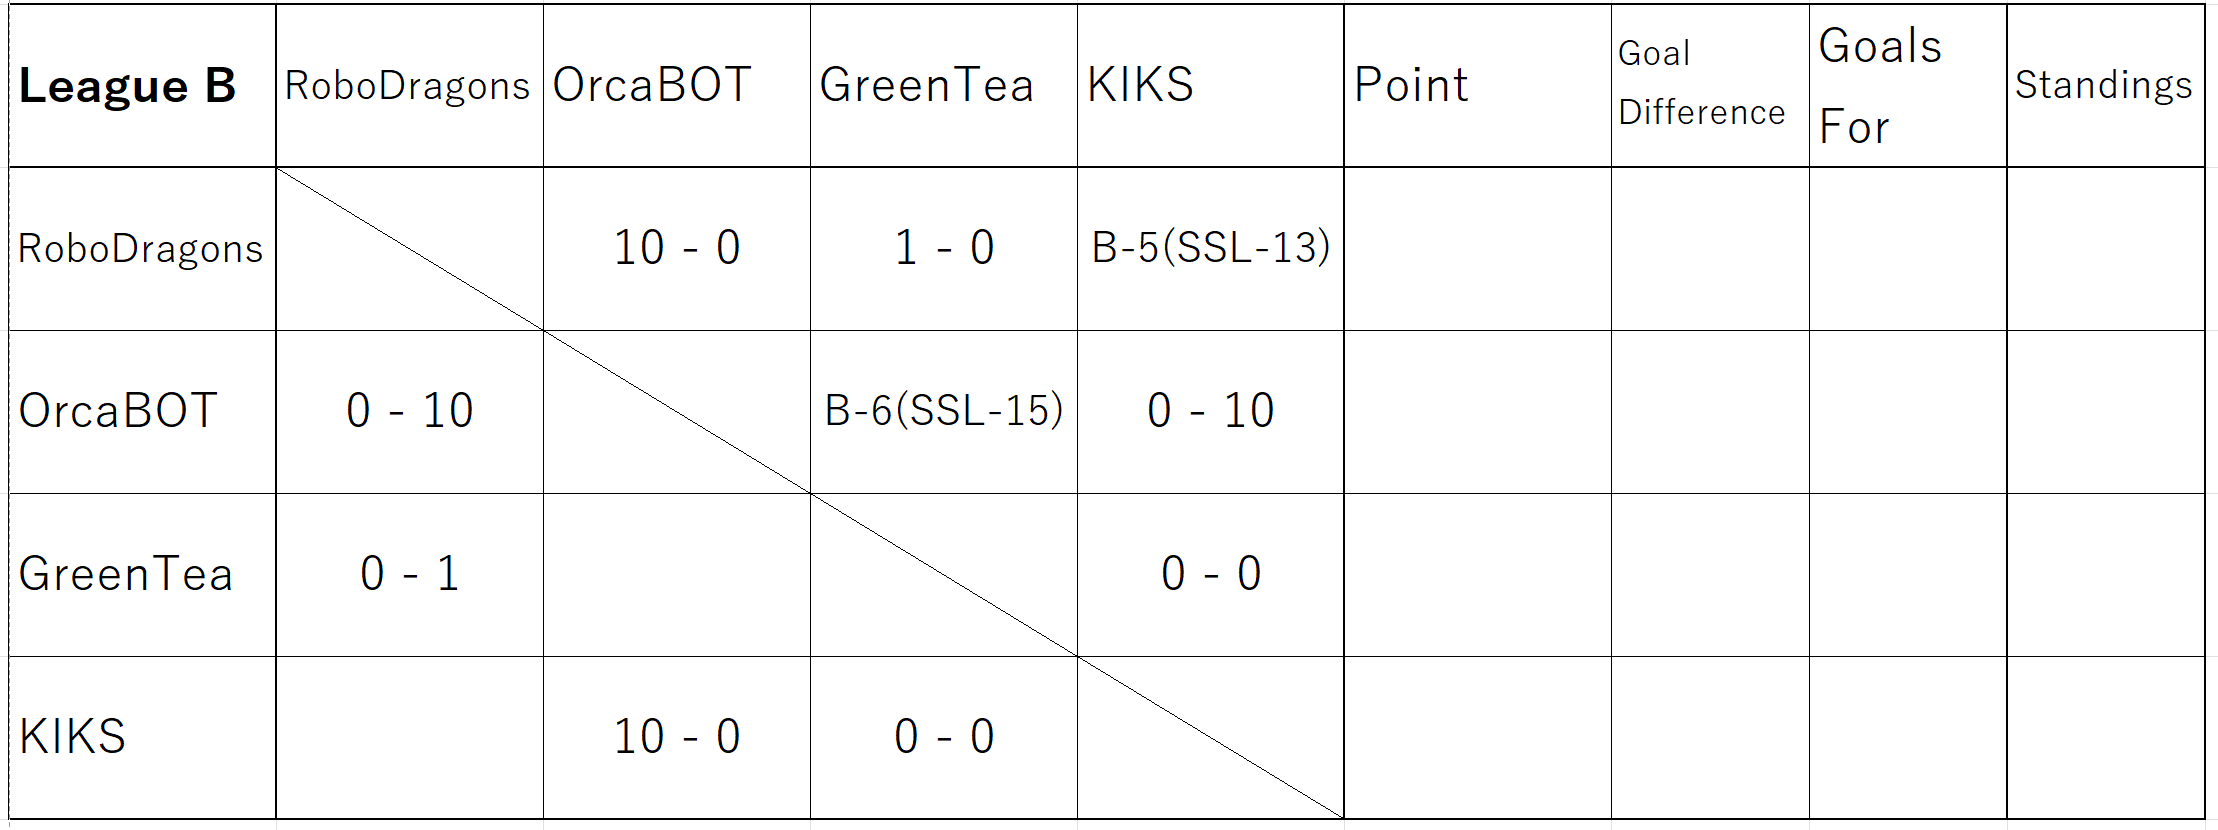 League B RoboDragons OrcaBOT GreenTea KIKS Point Goal Difference Goals For Standings
RoboDragons 10 - 0 1 - 0 B-5(SSL-13)
OrcaBOT 0 - 10 B-6(SSL-15) 0 - 10
GreenTea 0 - 1 0 - 0
KIKS 10 - 0 0 - 0